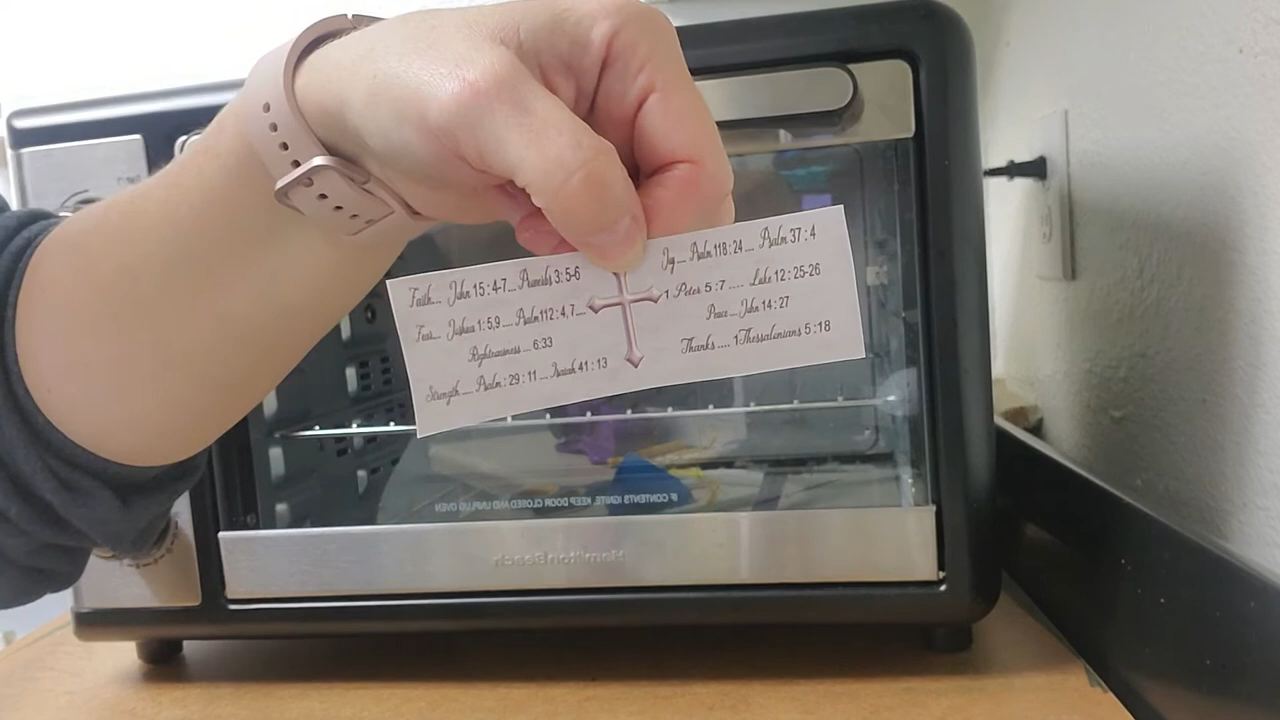 Faith.... John 15 : 4-7.... Proverbs 3 : 5-6
Fear.... Joshua 1 : 5,9 .... Psalm 112 : 4, 7....
Righteousness .... 6:33
Strength ..... Psalm : 29 : 11 .... Isaiah 41 : 13
Joy.... Psalm 118 : 24 .... Psalm 37 : 4
1 Peter 5 : 7 .... Luke 12 : 25-26
Peace.... John 14 : 27
Thanks .... 1 Thessalonians 5 : 18
IF CONTENTS IGNITE, KEEP DOOR CLOSED AND UNPLUG OVEN
HamiltonBeach